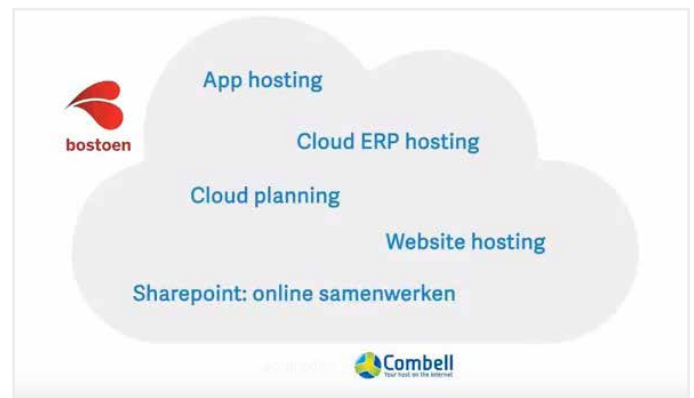 App hosting
bostoen
Cloud ERP hosting
Cloud planning
Website hosting
Sharepoint: online samenwerken
Combell
Your host on the internet